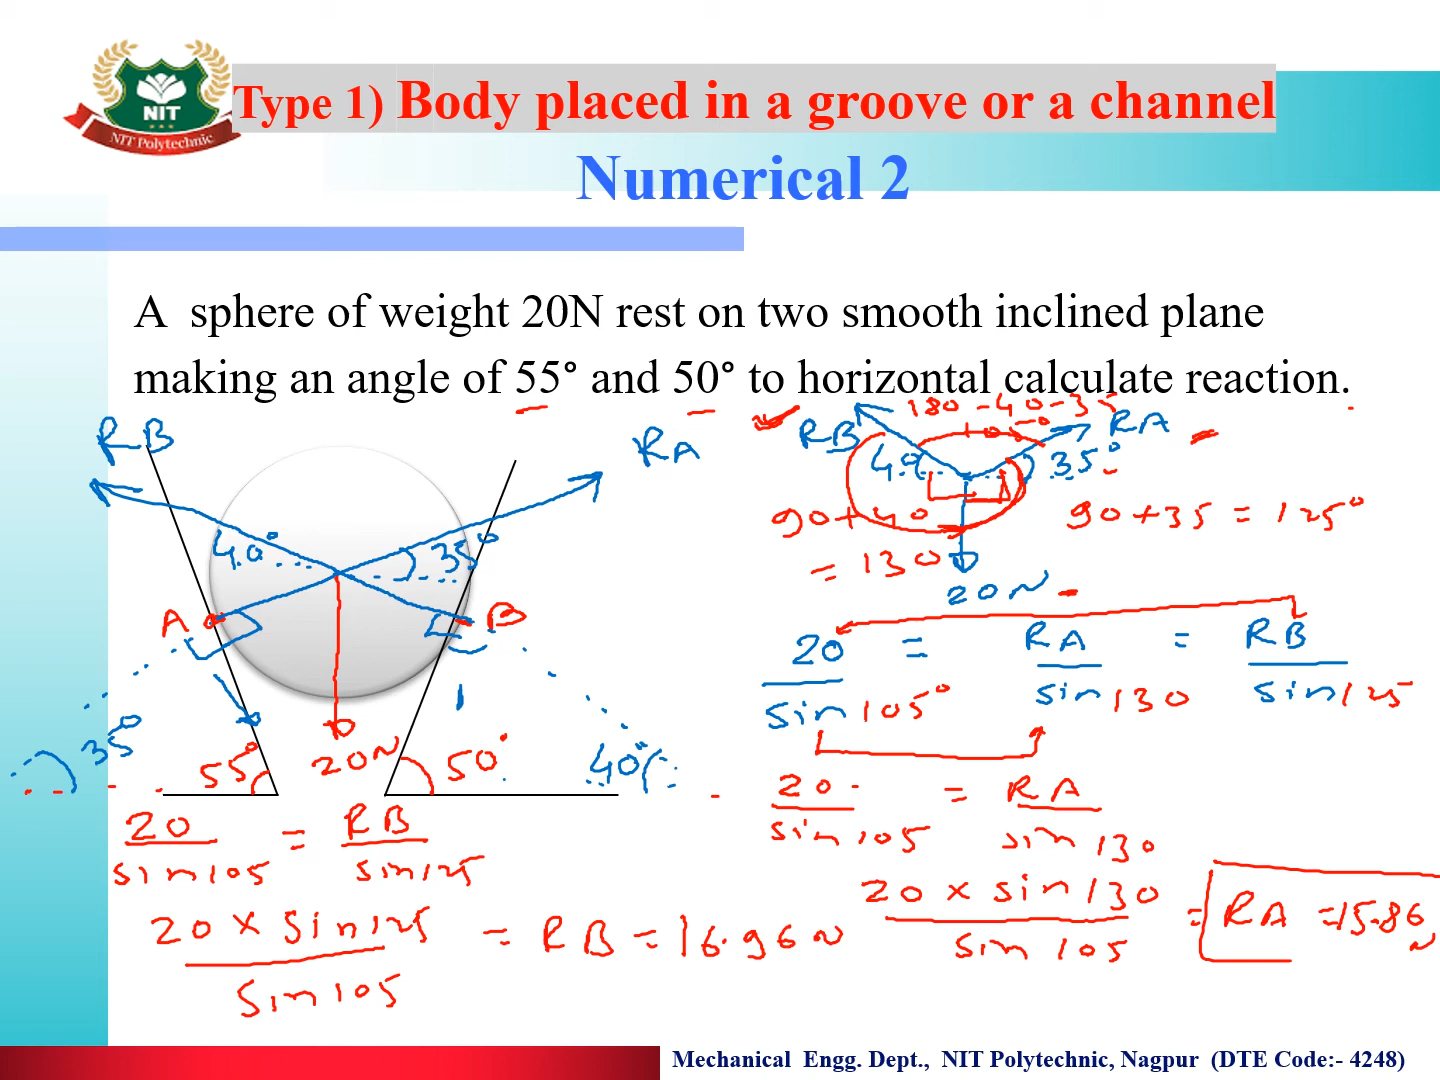 NIT
NIT Polytechnic
Type 1) Body placed in a groove or a channel
Numerical 2
A sphere of weight 20N rest on two smooth inclined plane
making an angle of 55° and 50° to horizontal calculate reaction.
RB
RA
40°
35°
A
B
35°
55°
20N
50°
40°
180-40-35
105°
RB
RA
40
35°
90+40
= 130
90+35 = 125°
20N
20 = RA = RB
sin 105° sin 130 sin 125
20 = RA
sin 105 sin 130
20 × sin 130 = RA = 15.86 N
sin 105
20 = RB
sin 105 sin 125
20 × sin 125 = RB = 16.96 N
sin 105
Mechanical Engg. Dept., NIT Polytechnic, Nagpur (DTE Code:- 4248)